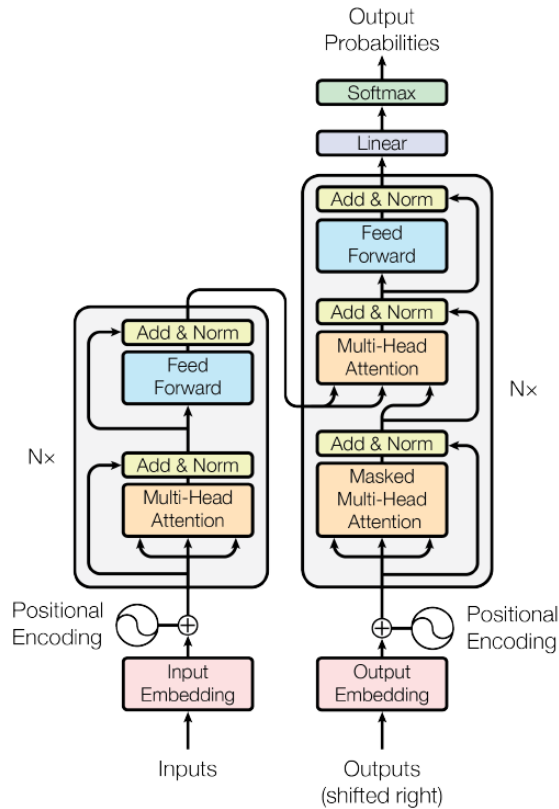 Output
Probabilities
Softmax
Linear
Add & Norm
Feed
Forward
Add & Norm
Multi-Head
Attention
Add & Norm
Masked
Multi-Head
Attention
N×
Add & Norm
Feed
Forward
Add & Norm
Multi-Head
Attention
N×
Positional
Encoding
Positional
Encoding
Input
Embedding
Output
Embedding
Inputs
Outputs
(shifted right)